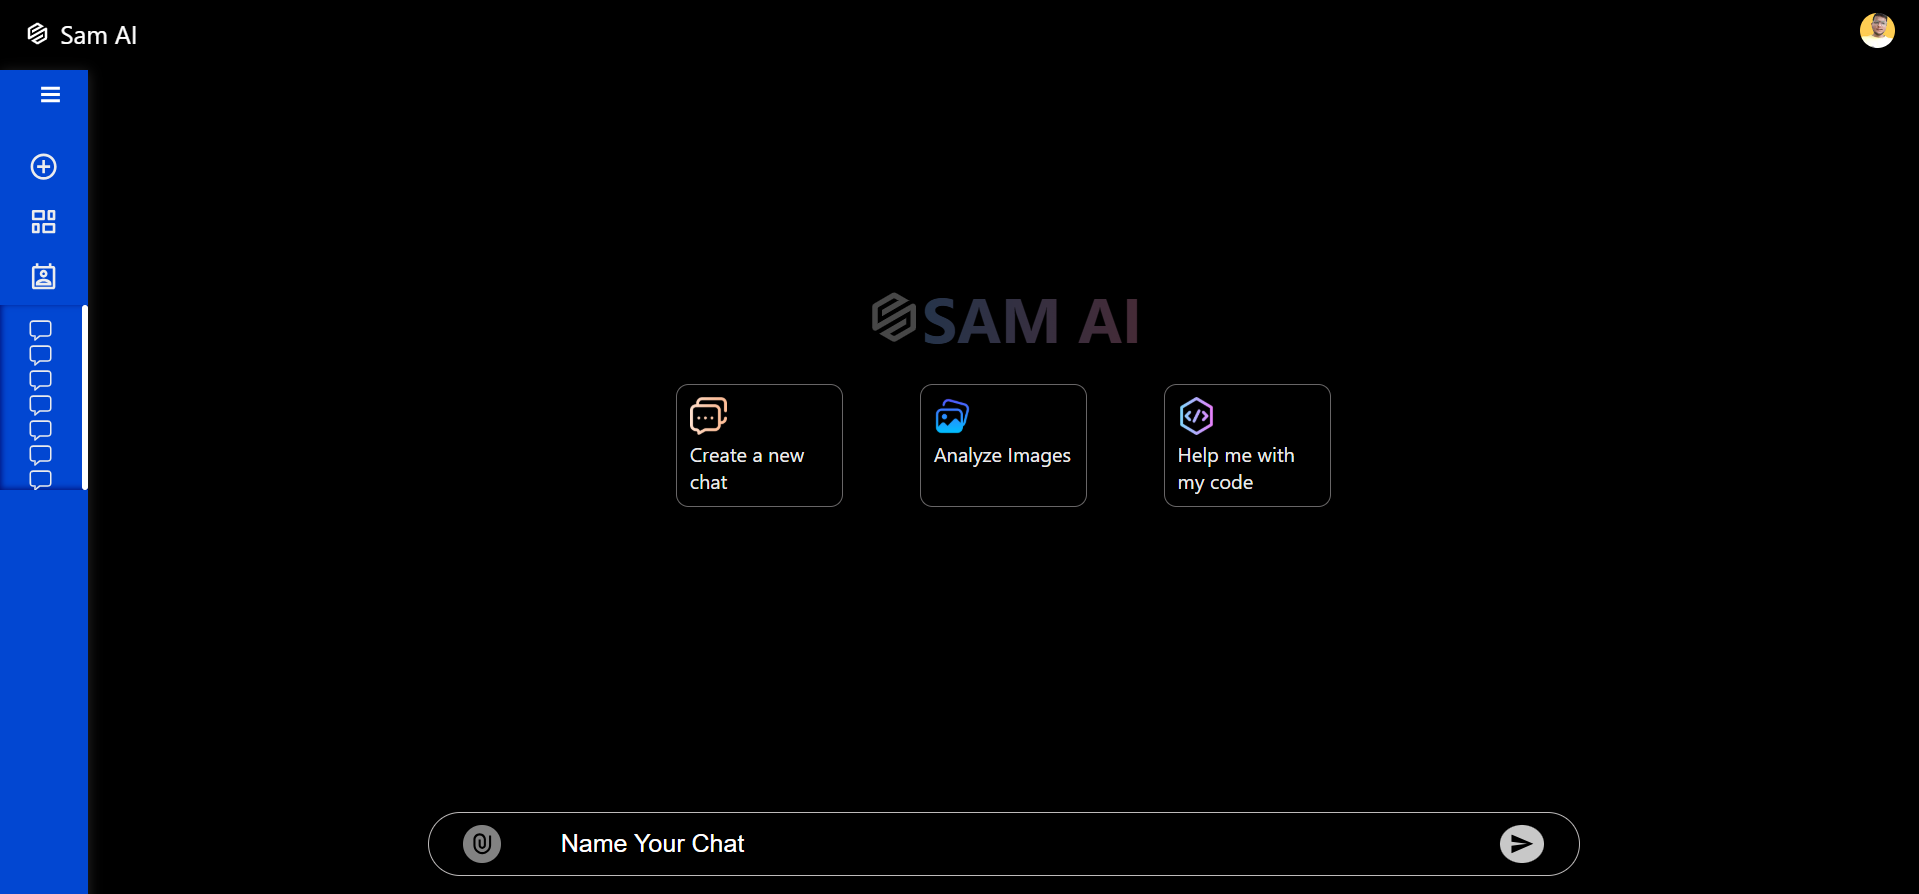 Sam AI
SAM AI
Create a new
chat
Analyze Images
Help me with
my code
Name Your Chat